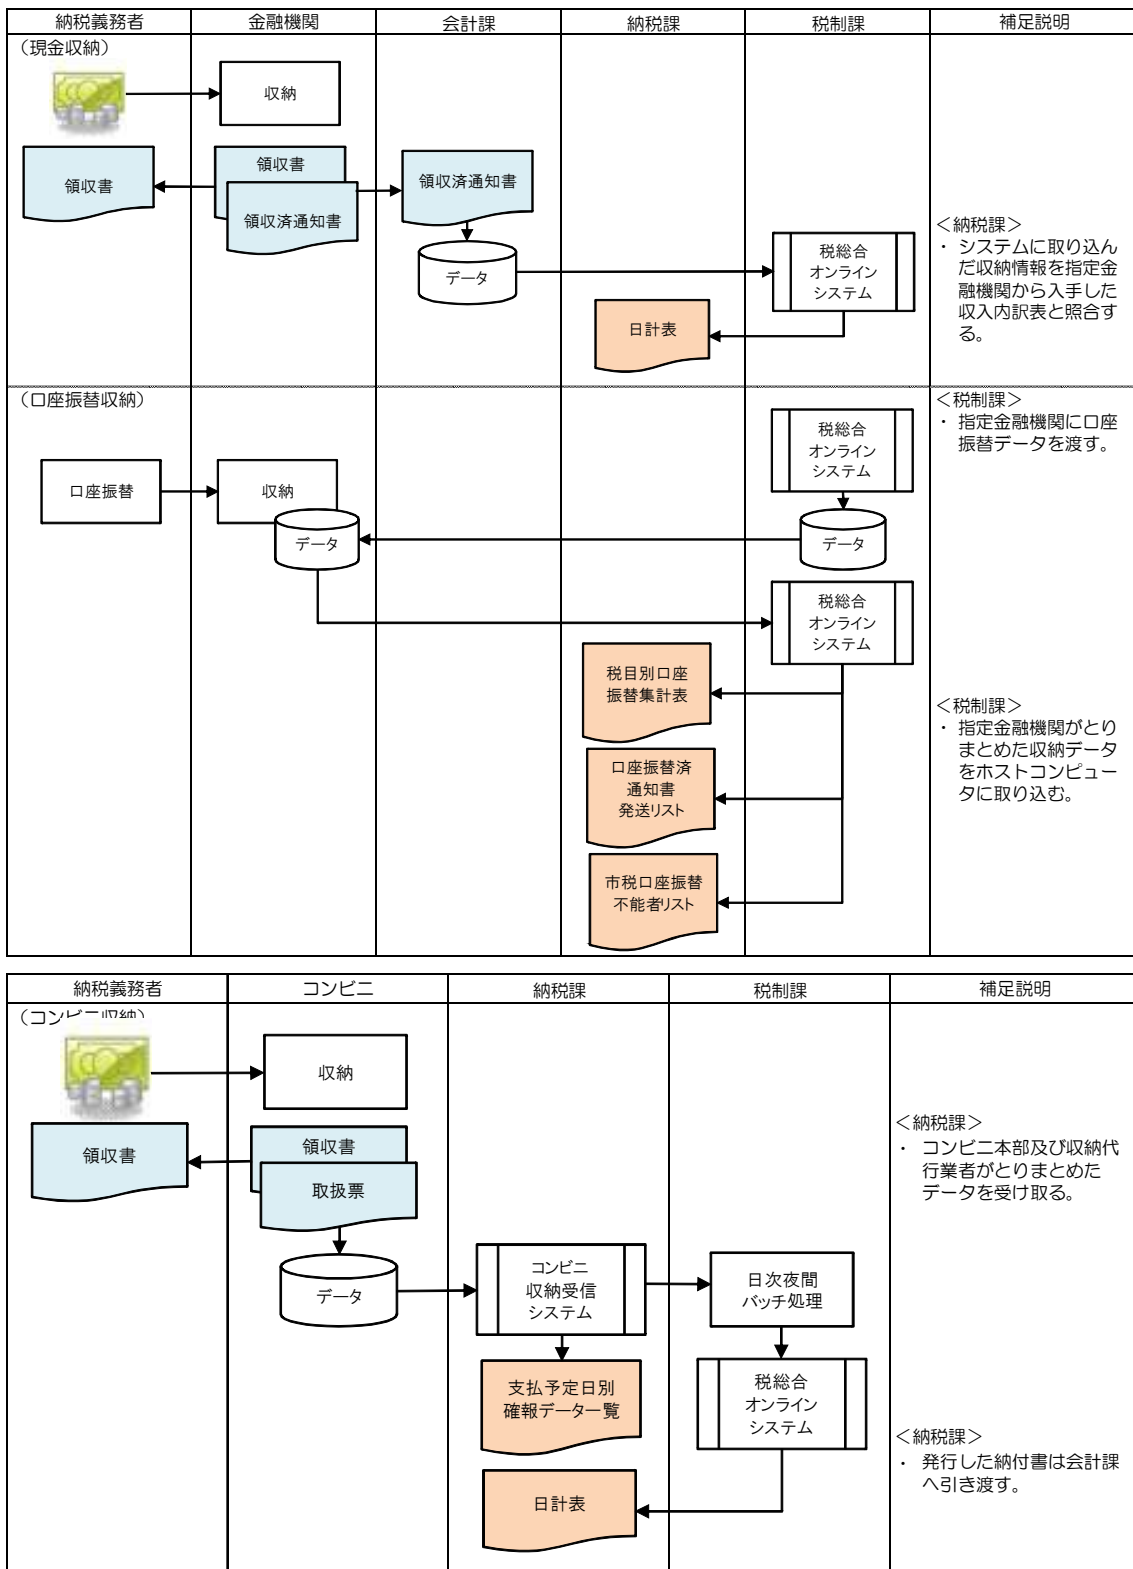 納税義務者
金融機関
会計課
納税課
税制課
補足説明
（現金収納）
収納
領収書
領収書
領収済通知書
領収済通知書
データ
税総合
オンライン
システム
日計表
＜納税課＞
・ システムに取り込ん
だ収納情報を指定金
融機関から入手した
収入内訳表と照合す
る。
（口座振替収納）
口座振替
収納
データ
税総合
オンライン
システム
データ
税総合
オンライン
システム
税目別口座
振替集計表
口座振替済
通知書
発送リスト
市税口座振替
不能者リスト
＜税制課＞
・ 指定金融機関に口座
振替データを渡す。
＜税制課＞
・ 指定金融機関がとり
まとめた収納データ
をホストコンピュー
タに取り込む。
納税義務者
コンビニ
納税課
税制課
補足説明
（コンビニ収納）
収納
領収書
領収書
取扱票
データ
コンビニ
収納受信
システム
日次夜間
バッチ処理
支払予定日別
確報データ一覧
税総合
オンライン
システム
日計表
＜納税課＞
・ コンビニ本部及び収納代
行業者がとりまとめた
データを受け取る。
＜納税課＞
・ 発行した納付書は会計課
へ引き渡す。